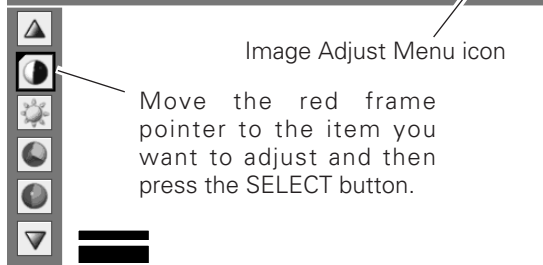 Image Adjust Menu icon
Move the red frame
pointer to the item you
want to adjust and then
press the SELECT button.